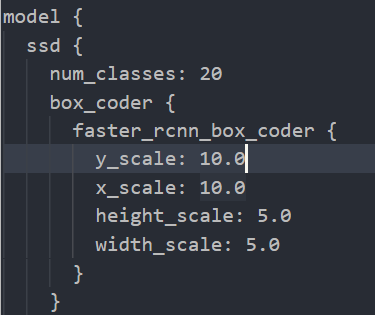 model {
  ssd {
    num_classes: 20
    box_coder {
      faster_rcnn_box_coder {
        y_scale: 10.0
        x_scale: 10.0
        height_scale: 5.0
        width_scale: 5.0
      }
    }